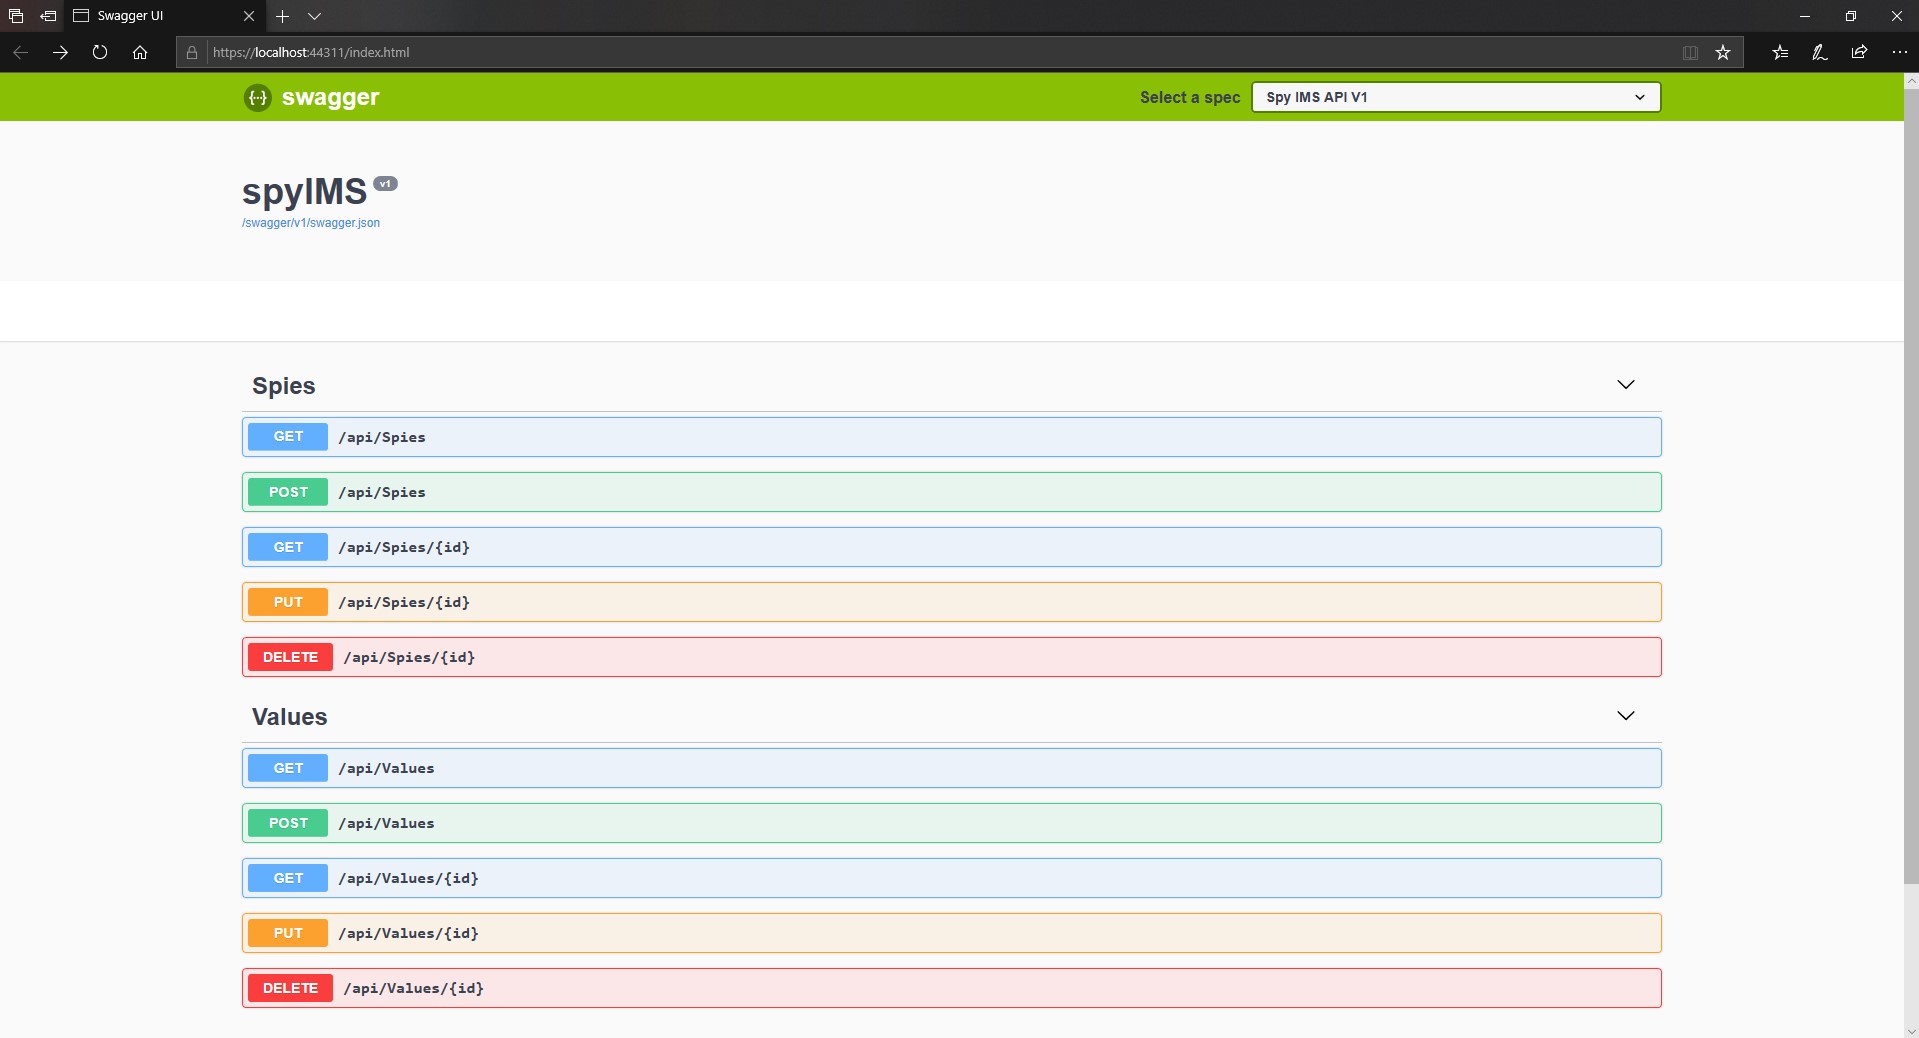 Swagger UI
https://localhost:44311/index.html
{···} swagger
Select a spec
Spy IMS API V1
spyIMS v1
/swagger/v1/swagger.json
Spies
GET /api/Spies
POST /api/Spies
GET /api/Spies/{id}
PUT /api/Spies/{id}
DELETE /api/Spies/{id}
Values
GET /api/Values
POST /api/Values
GET /api/Values/{id}
PUT /api/Values/{id}
DELETE /api/Values/{id}